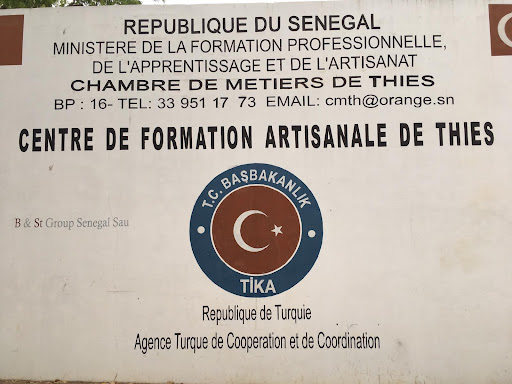 REPUBLIQUE DU SENEGAL
MINISTERE DE LA FORMATION PROFESSIONNELLE,
DE L'APPRENTISSAGE ET DE L'ARTISANAT
CHAMBRE DE METIERS DE THIES
BP : 16- TEL: 33 951 17 73 EMAIL: cmth@orange.sn
CENTRE DE FORMATION ARTISANALE DE THIES
T.C. BAŞBAKANLIK
B & St Group Senegal Sau
TİKA
Republique de Turquie
Agence Turque de Cooperation et de Coordination